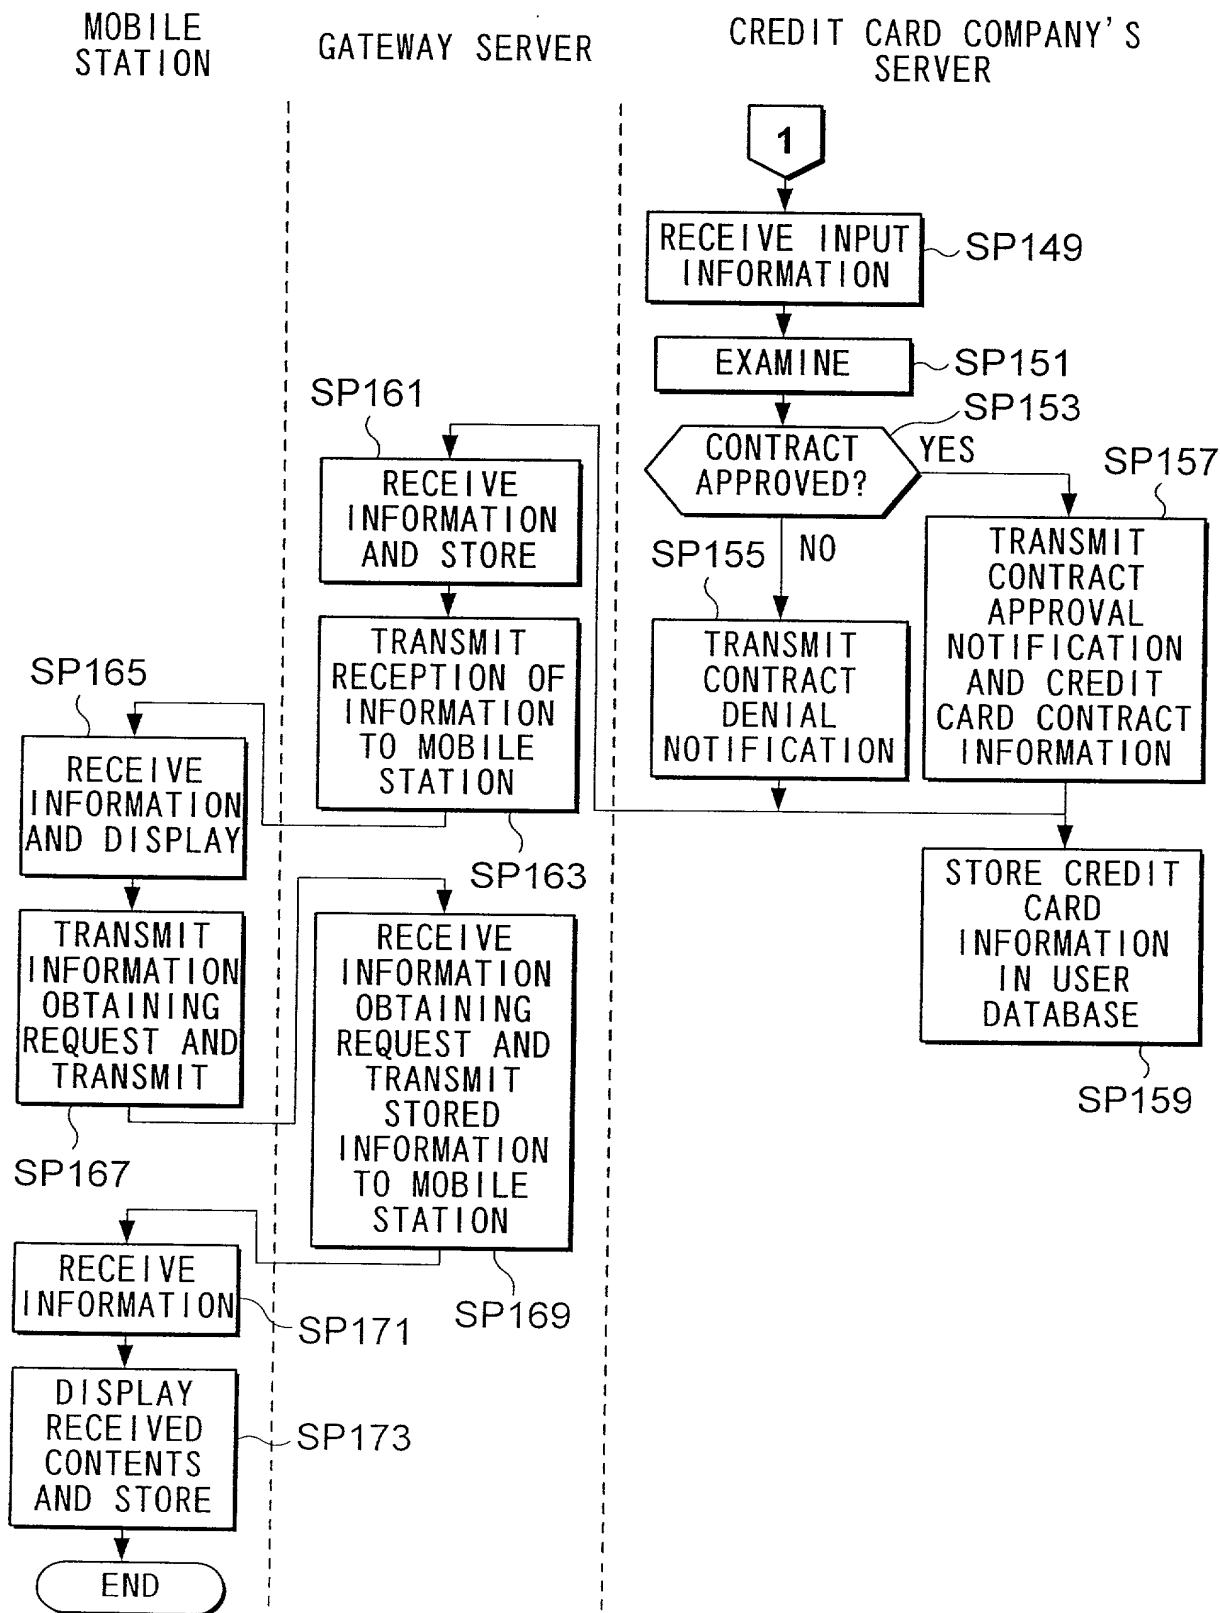 MOBILE
STATION
GATEWAY SERVER
CREDIT CARD COMPANY'S
SERVER
1
RECEIVE INPUT
INFORMATION
SP149
EXAMINE
SP151
CONTRACT
APPROVED?
SP153
YES
NO
SP155
TRANSMIT
CONTRACT
DENIAL
NOTIFICATION
SP157
TRANSMIT
CONTRACT
APPROVAL
NOTIFICATION
AND CREDIT
CARD CONTRACT
INFORMATION
STORE CREDIT
CARD
INFORMATION
IN USER
DATABASE
SP159
SP161
RECEIVE
INFORMATION
AND STORE
TRANSMIT
RECEPTION OF
INFORMATION
TO MOBILE
STATION
SP163
SP165
RECEIVE
INFORMATION
AND DISPLAY
TRANSMIT
INFORMATION
OBTAINING
REQUEST AND
TRANSMIT
SP167
RECEIVE
INFORMATION
OBTAINING
REQUEST AND
TRANSMIT
STORED
INFORMATION
TO MOBILE
STATION
SP169
RECEIVE
INFORMATION
SP171
DISPLAY
RECEIVED
CONTENTS
AND STORE
SP173
END